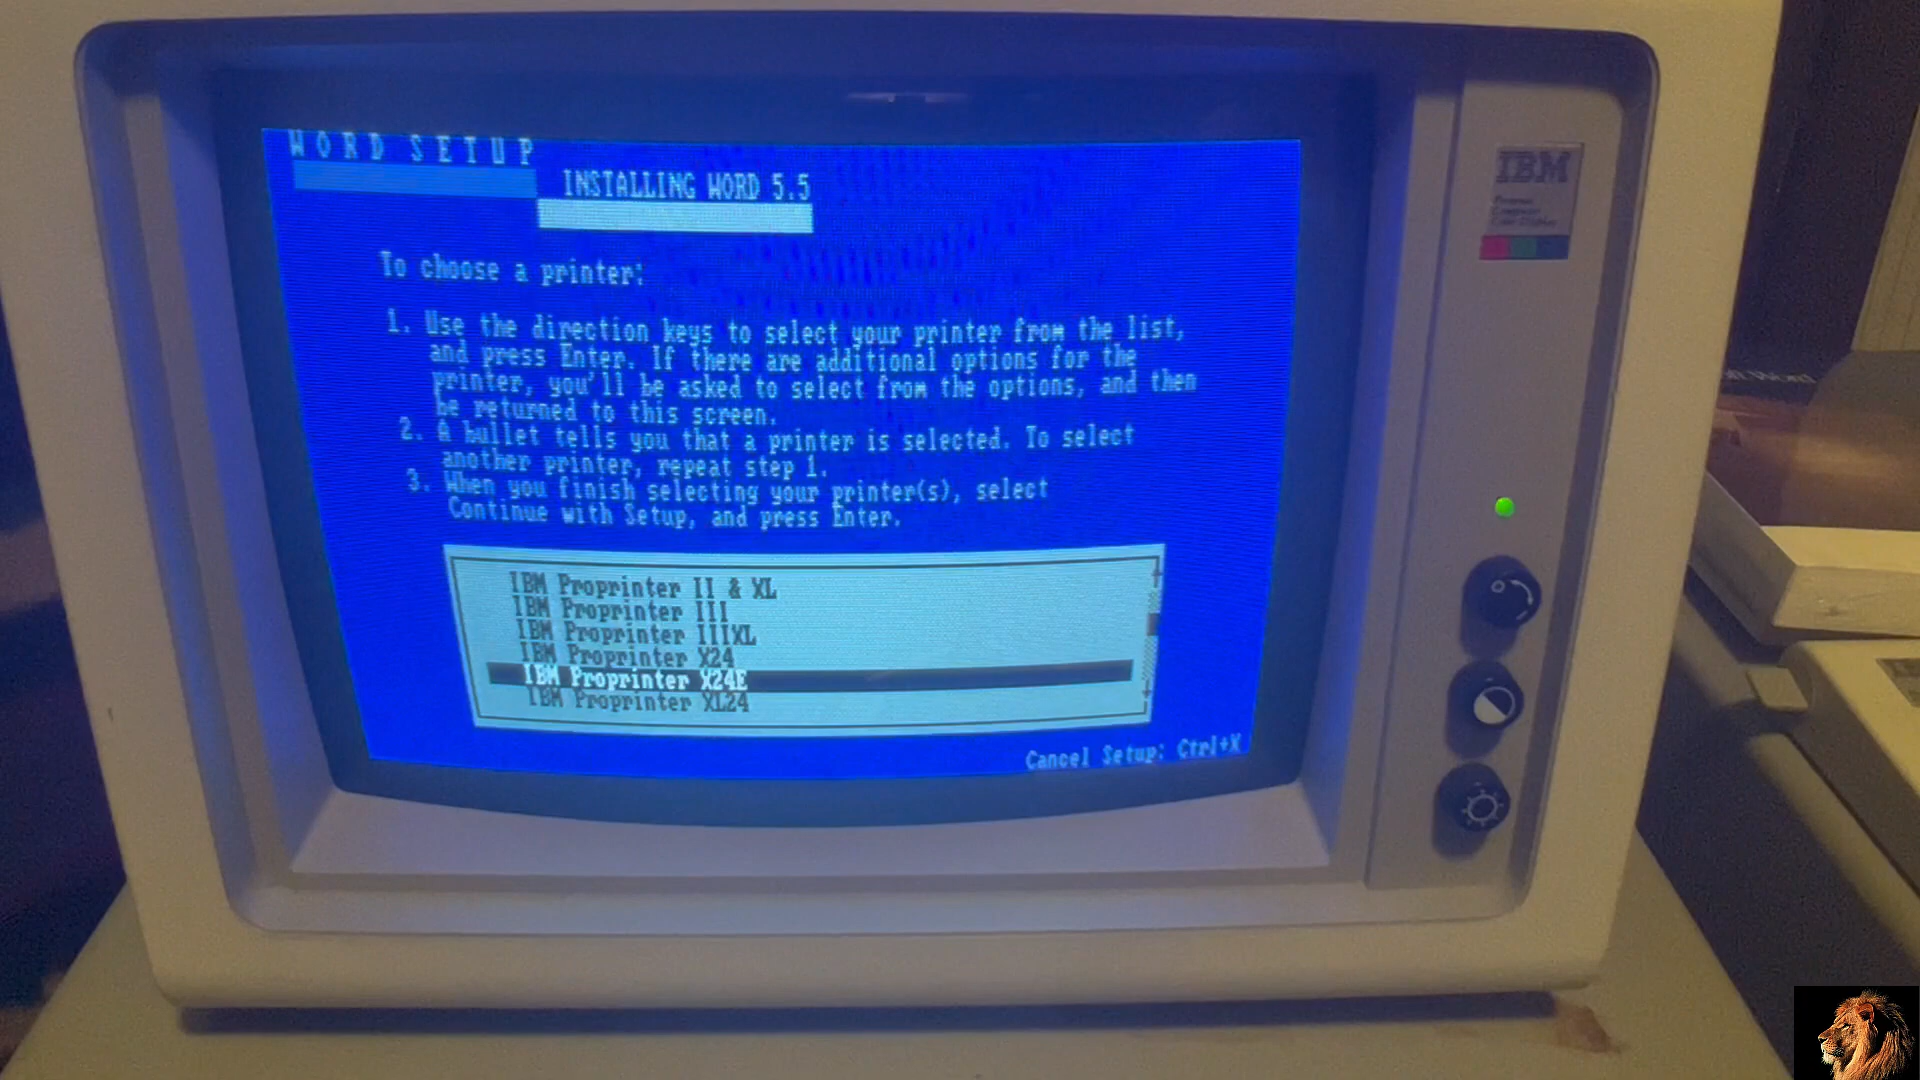 WORD SETUP
INSTALLING WORD 5.5
To choose a printer:
1. Use the direction keys to select your printer from the list,
and press Enter. If there are additional options for the
printer, you'll be asked to select from the options, and then
be returned to this screen.
2. A bullet tells you that a printer is selected. To select
another printer, repeat step 1.
3. When you finish selecting your printer(s), select
Continue with Setup, and press Enter.
IBM Proprinter II & XL
IBM Proprinter III
IBM Proprinter IIIXL
IBM Proprinter X24
IBM Proprinter X24E
IBM Proprinter XL24
Cancel Setup: Ctrl+X
IBM
Personal
Computer
Color Display